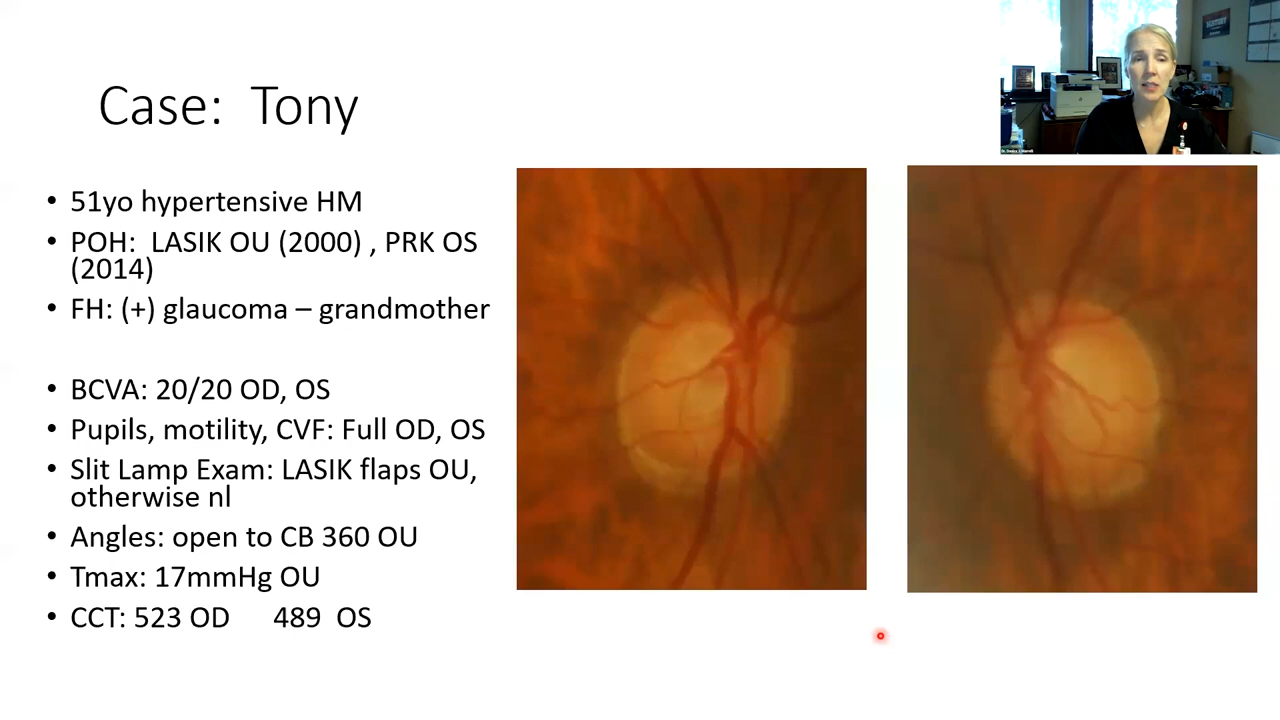 Case: Tony
• 51yo hypertensive HM
• POH: LASIK OU (2000) , PRK OS
(2014)
• FH: (+) glaucoma – grandmother
• BCVA: 20/20 OD, OS
• Pupils, motility, CVF: Full OD, OS
• Slit Lamp Exam: LASIK flaps OU,
otherwise nl
• Angles: open to CB 360 OU
• Tmax: 17mmHg OU
• CCT: 523 OD 489 OS